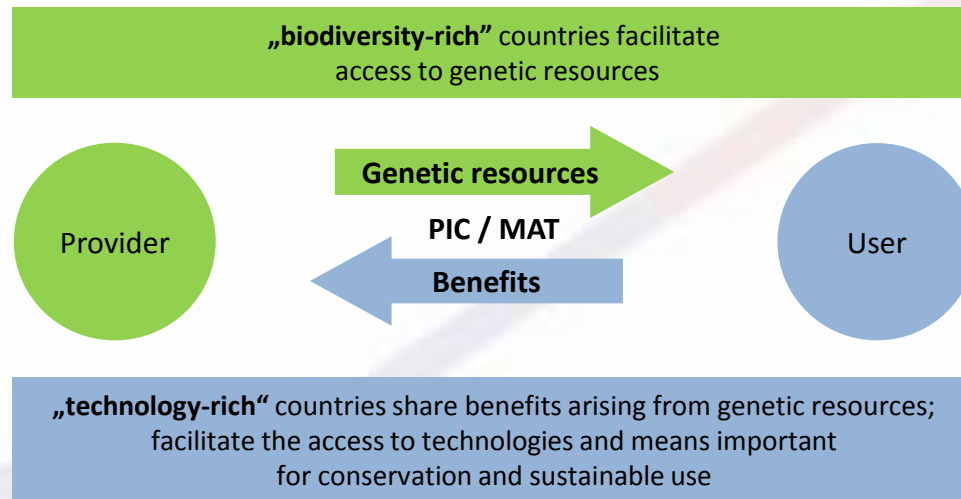 „biodiversity-rich” countries facilitate
access to genetic resources
Genetic resources
Provider
PIC / MAT
User
Benefits
„technology-rich“ countries share benefits arising from genetic resources;
facilitate the access to technologies and means important
for conservation and sustainable use